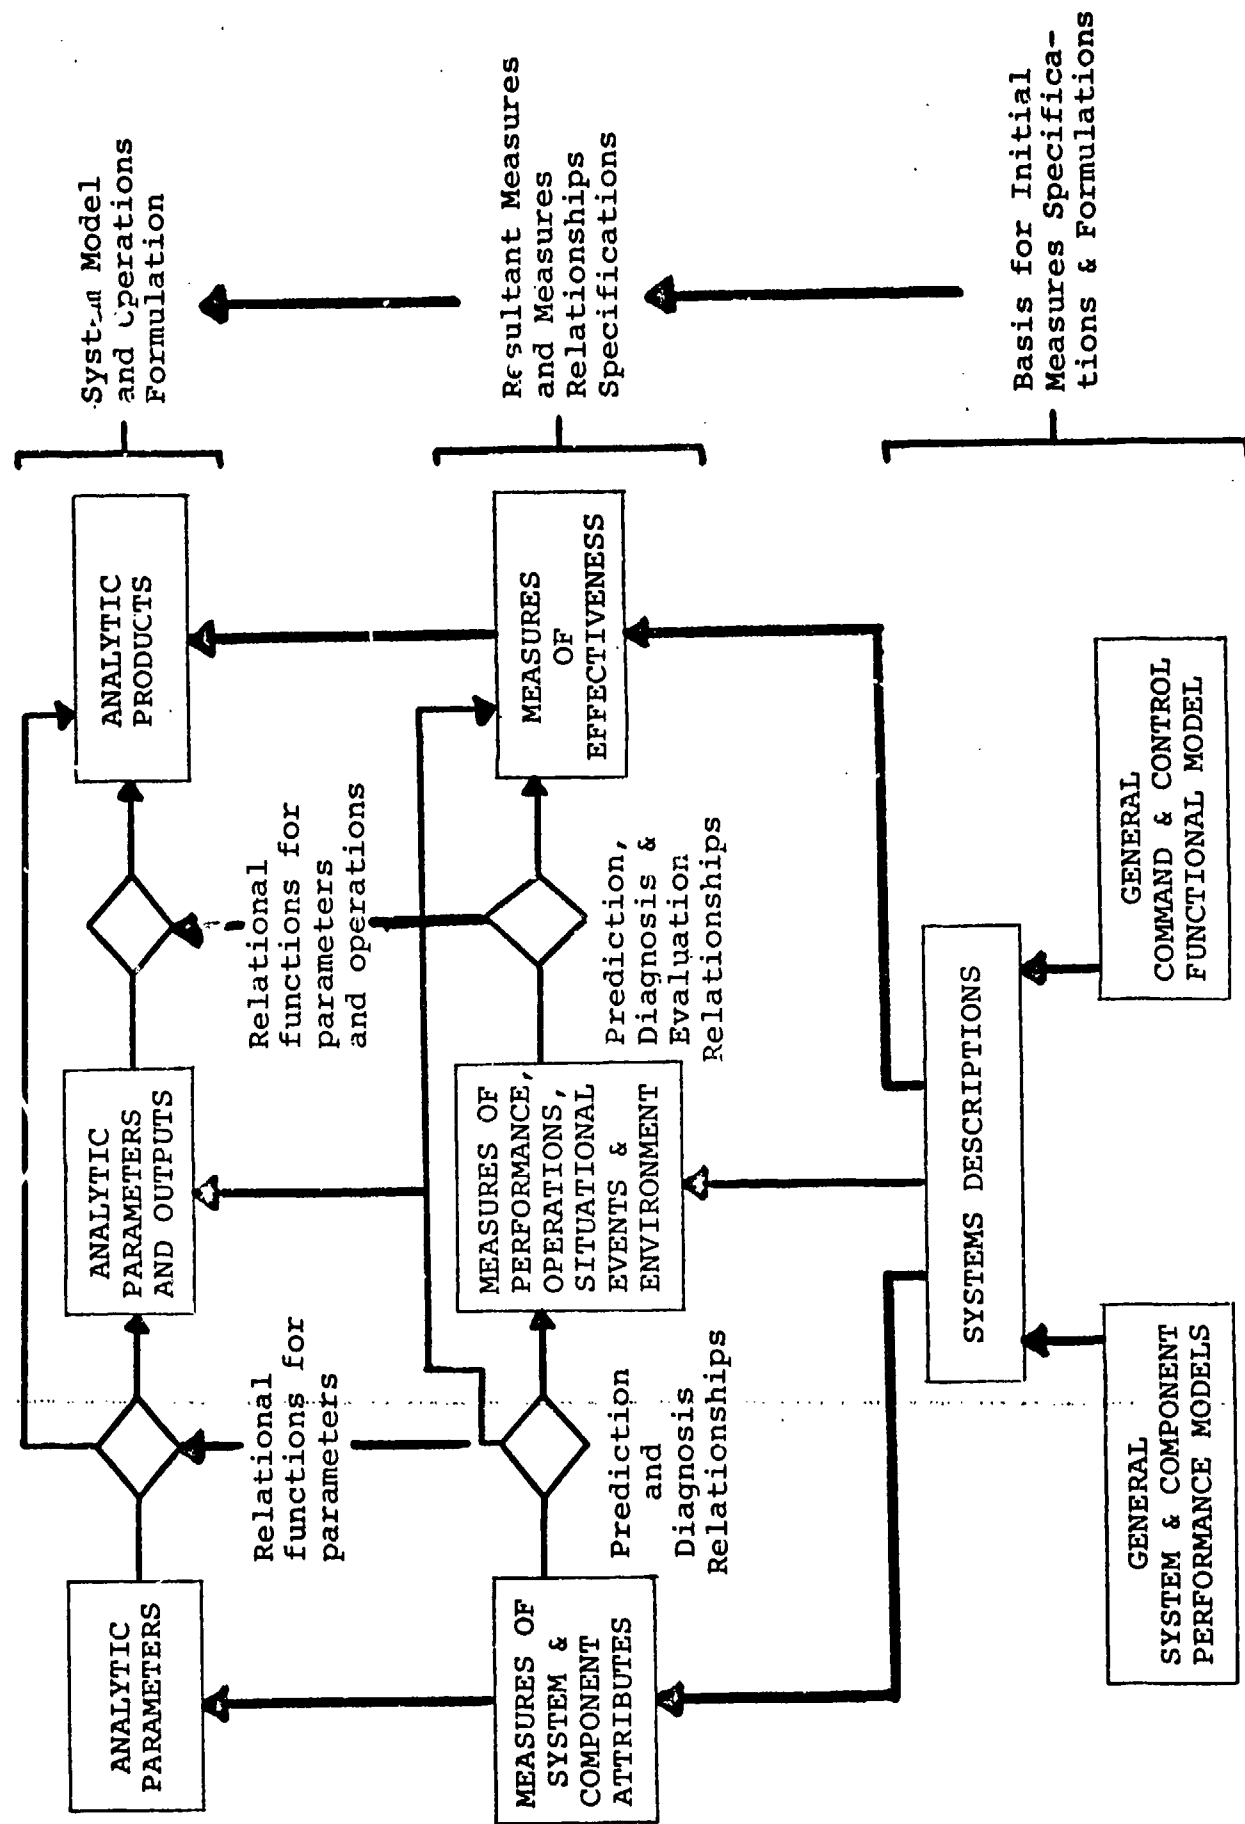 ANALYTIC
PARAMETERS
ANALYTIC
PARAMETERS
AND OUTPUTS
ANALYTIC
PRODUCTS
System Model
and Operations
Formulation
Relational
functions for
parameters
Relational
functions for
parameters
and operations
MEASURES OF
SYSTEM &
COMPONENT
ATTRIBUTES
MEASURES OF
PERFORMANCE,
OPERATIONS,
SITUATIONAL
EVENTS &
ENVIRONMENT
MEASURES
OF
EFFECTIVENESS
Resultant Measures
and Measures
Relationships
Specifications
Prediction
and
Diagnosis
Relationships
Prediction,
Diagnosis &
Evaluation
Relationships
SYSTEMS DESCRIPTIONS
Basis for Initial
Measures Specifica-
tions & Formulations
GENERAL
SYSTEM & COMPONENT
PERFORMANCE MODELS
GENERAL
COMMAND & CONTROL
FUNCTIONAL MODEL